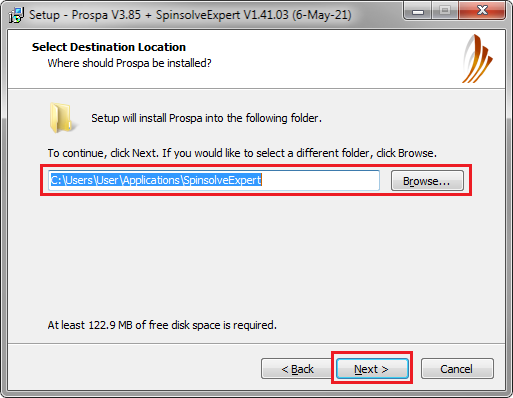 Setup - Prospa V3.85 + SpinsolveExpert V1.41.03 (6-May-21)
Select Destination Location
Where should Prospa be installed?
Setup will install Prospa into the following folder.
To continue, click Next. If you would like to select a different folder, click Browse.
C:\Users\User\Applications\SpinsolveExpert
Browse...
At least 122.9 MB of free disk space is required.
< Back
Next >
Cancel